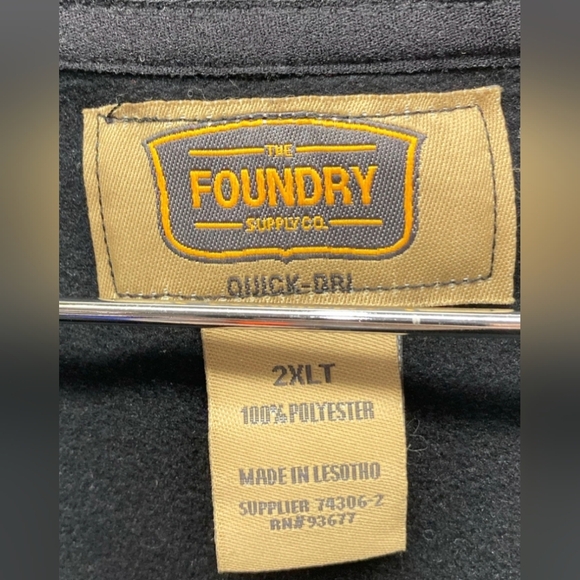 THE
FOUNDRY
SUPPLY CO.
QUICK-DRI
2XLT
100% POLYESTER
MADE IN LESOTHO
SUPPLIER 74306-2
RN#93677